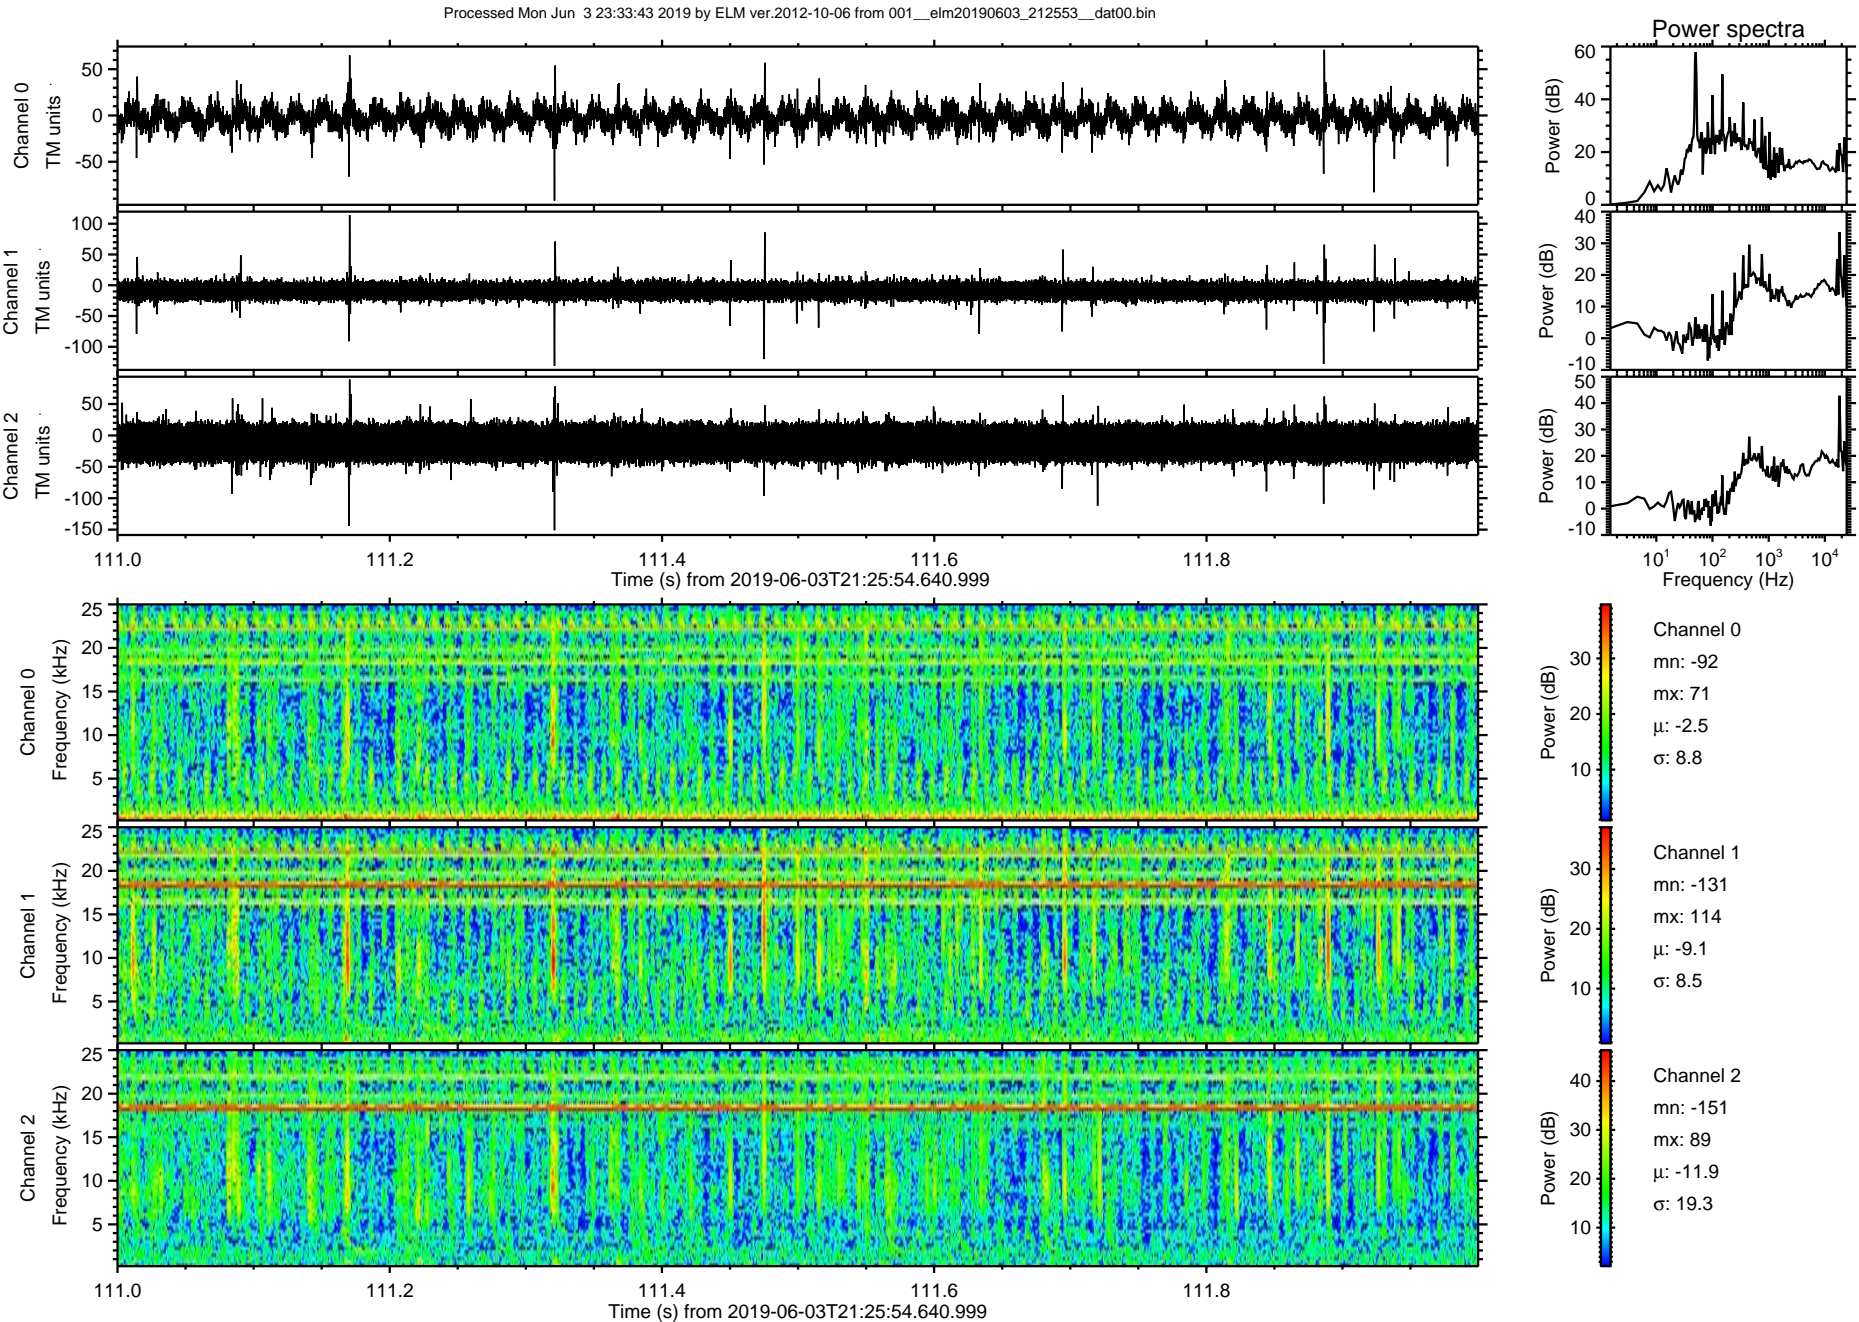 Processed Mon Jun  3 23:33:43 2019 by ELM ver.2012-10-06 from 001__elm20190603_212553__dat00.bin
Power spectra
Channel 0
TM units
50
0
-50
Power (dB)
60
40
20
0
Channel 1
TM units
100
50
0
-50
-100
Power (dB)
40
30
20
10
0
-10
Channel 2
TM units
50
0
-50
-100
-150
Power (dB)
50
40
30
20
10
0
-10
111.0 111.2 111.4 111.6 111.8
Time (s) from 2019-06-03T21:25:54.640.999
10^1 10^2 10^3 10^4
Frequency (Hz)
Channel 0
Frequency (kHz)
25
20
15
10
5
Power (dB)
30
20
10
Channel 0
mn: -92
mx: 71
μ: -2.5
σ: 8.8
Channel 1
Frequency (kHz)
25
20
15
10
5
Power (dB)
30
20
10
Channel 1
mn: -131
mx: 114
μ: -9.1
σ: 8.5
Channel 2
Frequency (kHz)
25
20
15
10
5
Power (dB)
40
30
20
10
Channel 2
mn: -151
mx: 89
μ: -11.9
σ: 19.3
111.0 111.2 111.4 111.6 111.8
Time (s) from 2019-06-03T21:25:54.640.999